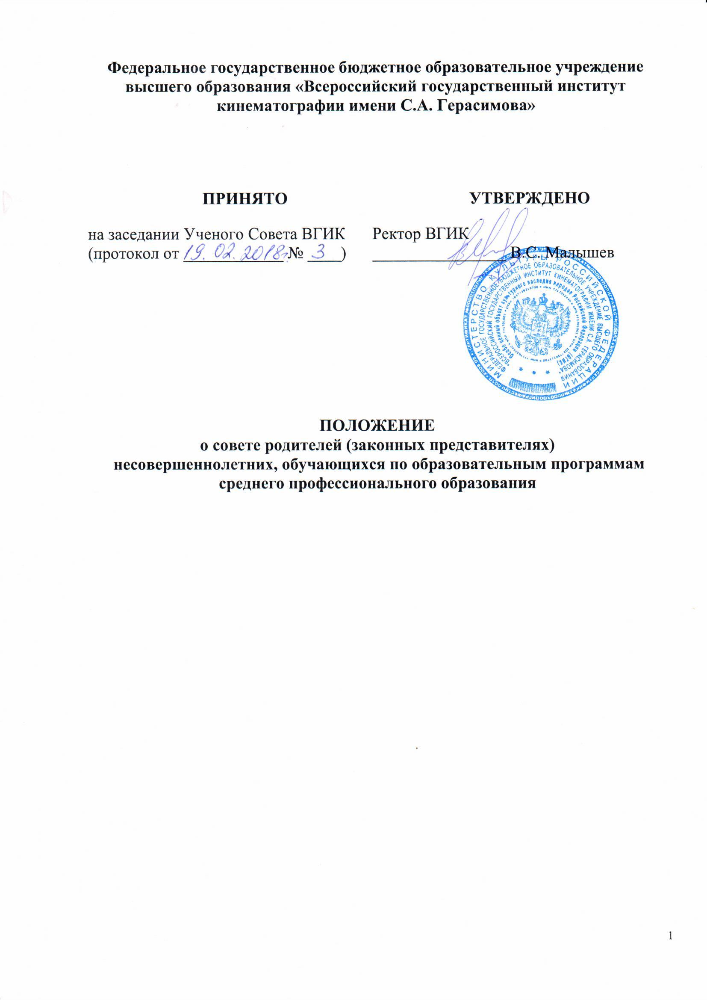 Федеральное государственное бюджетное образовательное учреждение
высшего образования «Всероссийский государственный институт
кинематографии имени С.А. Герасимова»
ПРИНЯТО
УТВЕРЖДЕНО
на заседании Ученого Совета ВГИК
(протокол от 19.02.2018г. № 3)
Ректор ВГИК
В.С. Малышев
МИНИСТЕРСТВО КУЛЬТУРЫ РОССИЙСКОЙ ФЕДЕРАЦИИ
ФЕДЕРАЛЬНОЕ ГОСУДАРСТВЕННОЕ БЮДЖЕТНОЕ ОБРАЗОВАТЕЛЬНОЕ УЧРЕЖДЕНИЕ ВЫСШЕГО ОБРАЗОВАНИЯ
"ВСЕРОССИЙСКИЙ ГОСУДАРСТВЕННЫЙ ИНСТИТУТ КИНЕМАТОГРАФИИ ИМЕНИ С.А. ГЕРАСИМОВА"
Особо ценный объект культурного наследия народов Российской Федерации (ВГИК)
ПОЛОЖЕНИЕ
о совете родителей (законных представителях)
несовершеннолетних, обучающихся по образовательным программам
среднего профессионального образования
1